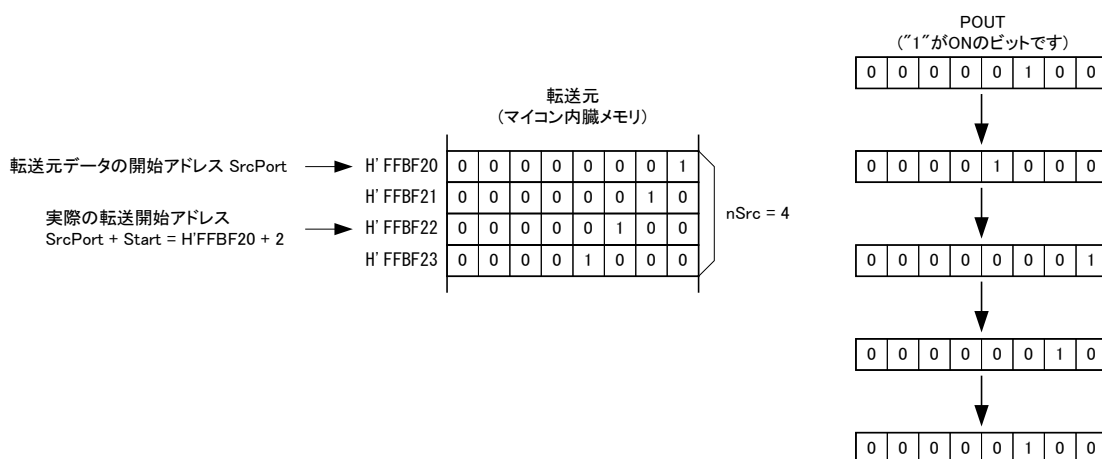 POUT
("1"がONのビットです)
0 0 0 0 0 1 0 0
転送元
(マイコン内臓メモリ)
転送元データの開始アドレス SrcPort
H'FFBF20 0 0 0 0 0 0 0 1
0 0 0 0 1 0 0 0
H'FFBF21 0 0 0 0 0 0 1 0
nSrc = 4
実際の転送開始アドレス
SrcPort + Start = H'FFBF20 + 2
H'FFBF22 0 0 0 0 0 1 0 0
H'FFBF23 0 0 0 0 1 0 0 0
0 0 0 0 0 0 0 1
0 0 0 0 0 0 1 0
0 0 0 0 0 1 0 0